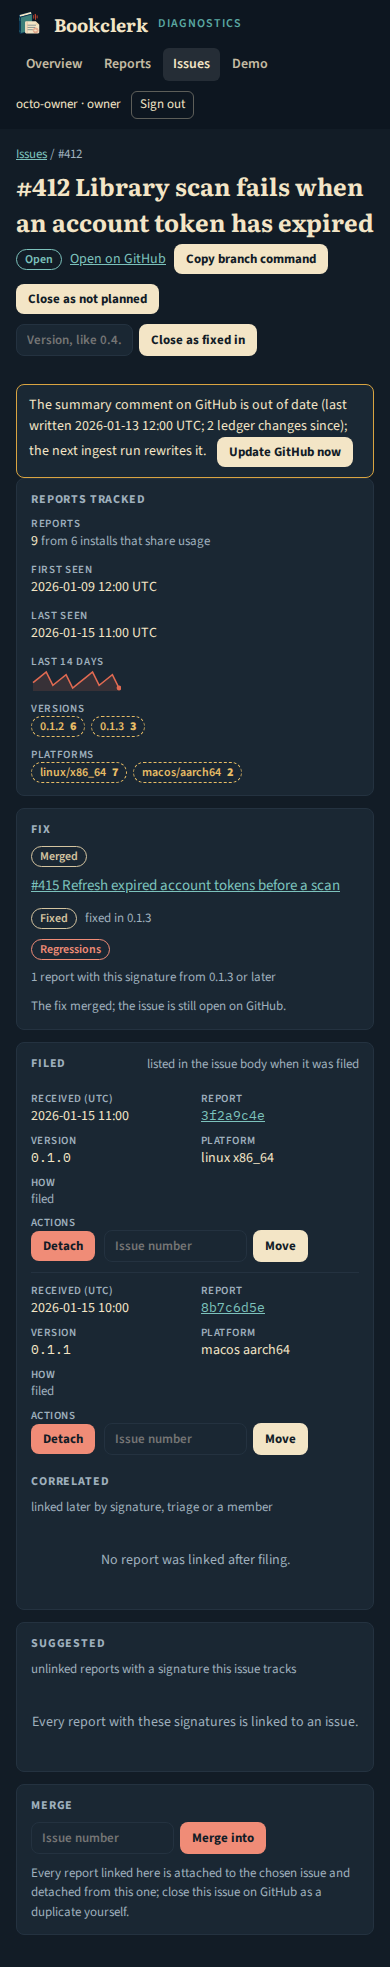 Bookclerk DIAGNOSTICS
Overview Reports Issues Demo
octo-owner · owner Sign out
Issues / #412
#412 Library scan fails when
an account token has expired
Open Open on GitHub Copy branch command
Close as not planned
Version, like 0.4. Close as fixed in
The summary comment on GitHub is out of date (last
written 2026-01-13 12:00 UTC; 2 ledger changes since);
the next ingest run rewrites it. Update GitHub now
REPORTS TRACKED
REPORTS
9 from 6 installs that share usage
FIRST SEEN
2026-01-09 12:00 UTC
LAST SEEN
2026-01-15 11:00 UTC
LAST 14 DAYS
VERSIONS
0.1.2 6 0.1.3 3
PLATFORMS
linux/x86_64 7 macos/aarch64 2
FIX
Merged
#415 Refresh expired account tokens before a scan
Fixed fixed in 0.1.3
Regressions
1 report with this signature from 0.1.3 or later
The fix merged; the issue is still open on GitHub.
FILED listed in the issue body when it was filed
RECEIVED (UTC) REPORT
2026-01-15 11:00 3f2a9c4e
VERSION PLATFORM
0.1.0 linux x86_64
HOW
filed
ACTIONS
Detach Issue number Move
RECEIVED (UTC) REPORT
2026-01-15 10:00 8b7c6d5e
VERSION PLATFORM
0.1.1 macos aarch64
HOW
filed
ACTIONS
Detach Issue number Move
CORRELATED
linked later by signature, triage or a member
No report was linked after filing.
SUGGESTED
unlinked reports with a signature this issue tracks
Every report with these signatures is linked to an issue.
MERGE
Issue number Merge into
Every report linked here is attached to the chosen issue and
detached from this one; close this issue on GitHub as a
duplicate yourself.